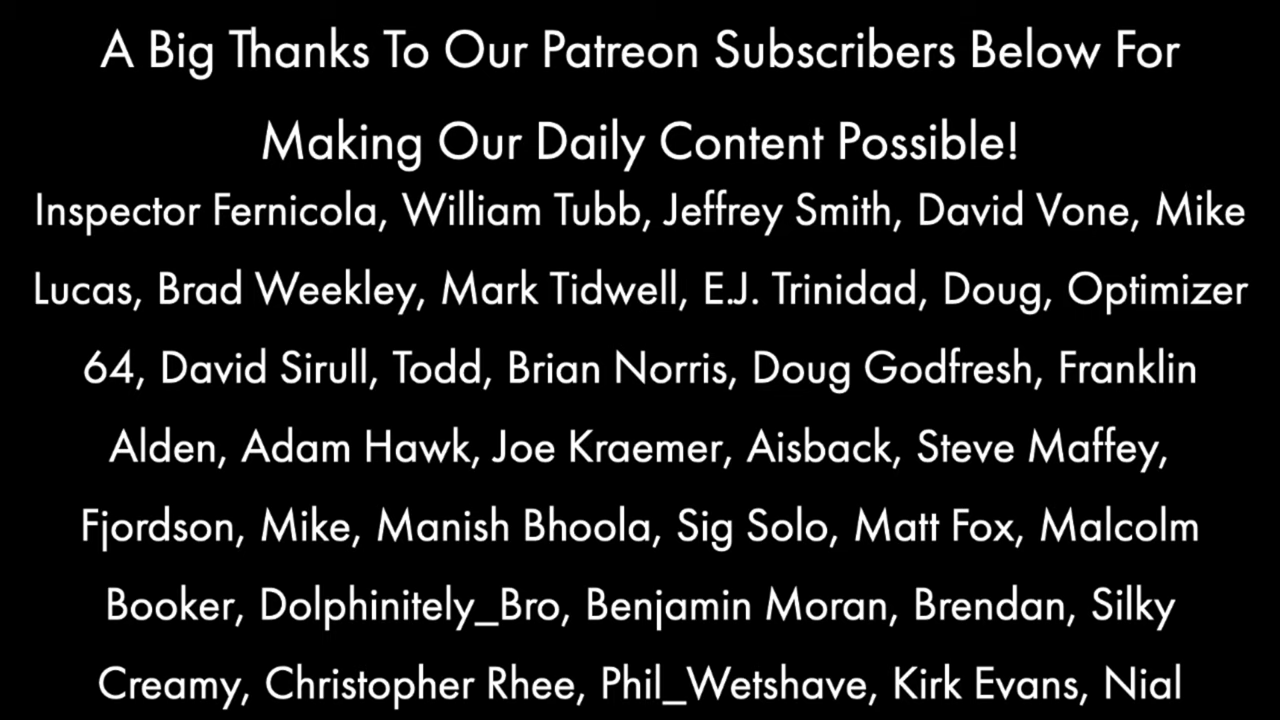 A Big Thanks To Our Patreon Subscribers Below For
Making Our Daily Content Possible!
Inspector Fernicola, William Tubb, Jeffrey Smith, David Vone, Mike
Lucas, Brad Weekley, Mark Tidwell, E.J. Trinidad, Doug, Optimizer
64, David Sirull, Todd, Brian Norris, Doug Godfresh, Franklin
Alden, Adam Hawk, Joe Kraemer, Aisback, Steve Maffey,
Fjordson, Mike, Manish Bhoola, Sig Solo, Matt Fox, Malcolm
Booker, Dolphinitely_Bro, Benjamin Moran, Brendan, Silky
Creamy, Christopher Rhee, Phil_Wetshave, Kirk Evans, Nial